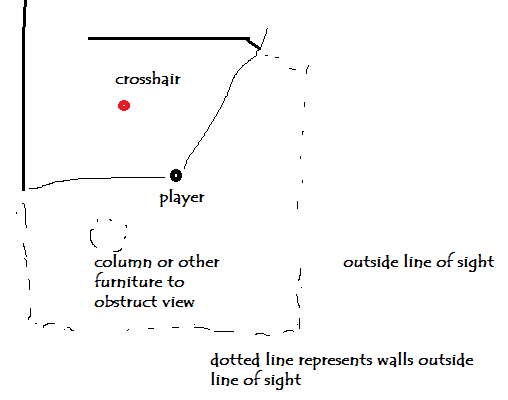 crosshair
player
column or other
furniture to
obstruct view
outside line of sight
dotted line represents walls outside
line of sight